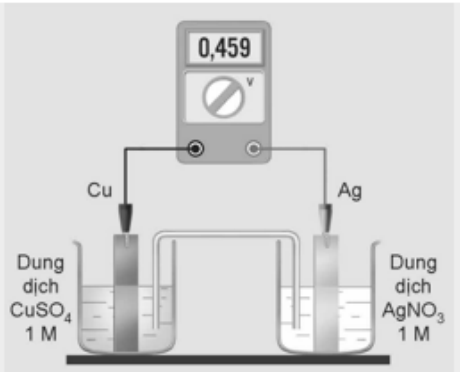 0,459
V
Cu
Ag
Dung
dịch
CuSO₄
1 M
Dung
dịch
AgNO₃
1 M